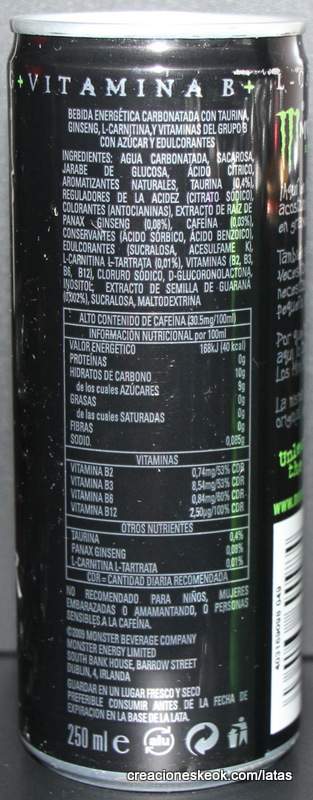 G+VITAMINA B+ L-C
BEBIDA ENERGÉTICA CARBONATADA CON TAURINA,
GINSENG, L-CARNITINA,Y VITAMINAS DEL GRUPO B
CON AZÚCAR Y EDULCORANTES
INGREDIENTES: AGUA CARBONATADA, SACAROSA,
JARABE DE GLUCOSA, ÁCIDO CÍTRICO,
AROMATIZANTES NATURALES, TAURINA (0,4%),
REGULADORES DE LA ACIDEZ (CITRATO SÓDICO),
COLORANTES (ANTOCIANINAS), EXTRACTO DE RAÍZ DE
PANAX GINSENG (0,08%), CAFEÍNA (0,03%),
CONSERVANTES (ÁCIDO SÓRBICO, ÁCIDO BENZOICO),
EDULCORANTES (SUCRALOSA, ACESULFAME K),
L-CARNITINA L-TARTRATA (0,01%), VITAMINAS (B2, B3,
B6, B12), CLORURO SÓDICO, D-GLUCORONOLACTONA,
INOSITOL, EXTRACTO DE SEMILLA DE GUARANÁ
(0,002%), SUCRALOSA, MALTODEXTRINA
ALTO CONTENIDO DE CAFEÍNA (30.5mg/100ml)
INFORMACIÓN NUTRICIONAL por 100ml
VALOR ENERGÉTICO 168kJ (40 kcal)
PROTEÍNAS 0g
HIDRATOS DE CARBONO 10g
de los cuales AZÚCARES 9g
GRASAS 0g
de las cuales SATURADAS 0g
FIBRAS 0g
SODIO 0,085g
VITAMINAS
VITAMINA B2 0,74mg/53% CDR
VITAMINA B3 8,54mg/53% CDR
VITAMINA B6 0,84mg/60% CDR
VITAMINA B12 2,50µg/100% CDR
OTROS NUTRIENTES
TAURINA 0,4%
PANAX GINSENG 0,08%
L-CARNITINA L-TARTRATA 0,01%
CDR = CANTIDAD DIARIA RECOMENDADA
NO RECOMENDADO PARA NIÑOS, MUJERES
EMBARAZADAS O AMAMANTANDO, O PERSONAS
SENSIBLES A LA CAFEÍNA.
©2009 MONSTER BEVERAGE COMPANY
MONSTER ENERGY LIMITED
SOUTH BANK HOUSE, BARROW STREET
DUBLIN, 4, IRLANDA
GUARDAR EN UN LUGAR FRESCO Y SECO
PREFERIBLE CONSUMIR ANTES DE LA FECHA DE
EXPIRACIÓN EN LA BASE DE LA LATA.
250 ml e alu
creacioneskeok.com/latas